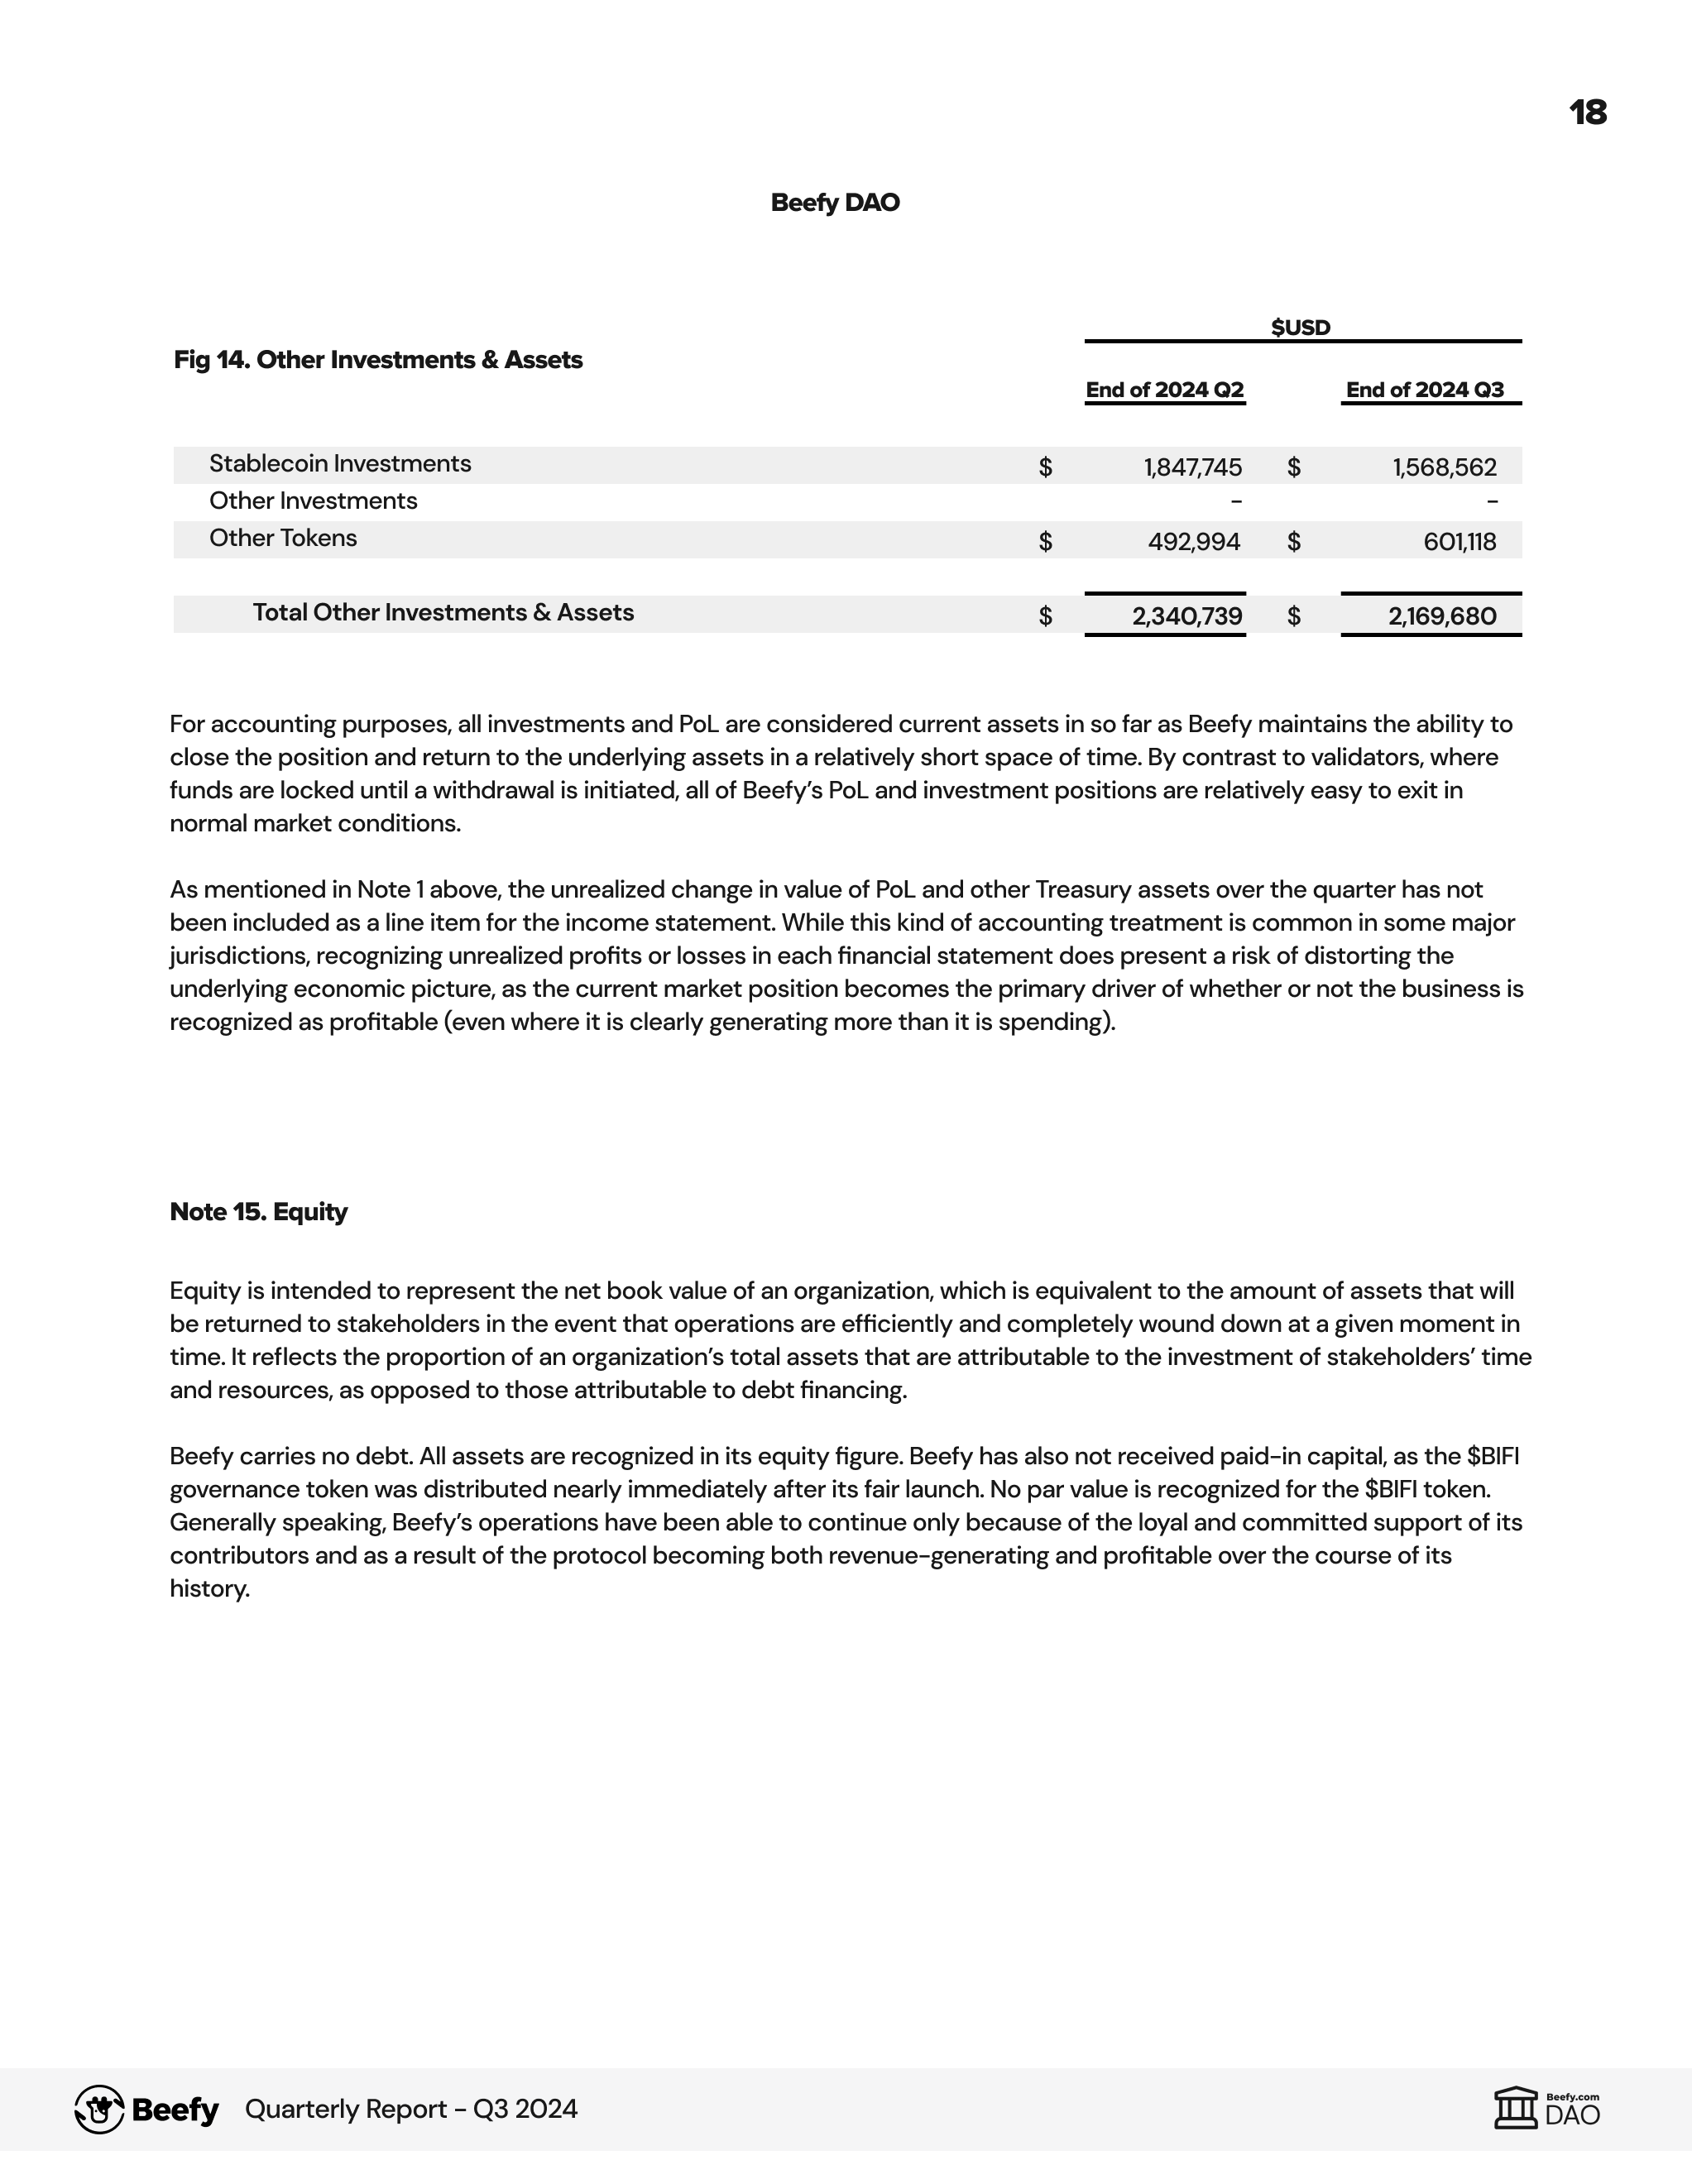 18
Beefy DAO
$USD
Fig 14. Other Investments & Assets
End of 2024 Q2 End of 2024 Q3
Stablecoin Investments $ 1,847,745 $ 1,568,562
Other Investments - -
Other Tokens $ 492,994 $ 601,118
Total Other Investments & Assets $ 2,340,739 $ 2,169,680
For accounting purposes, all investments and PoL are considered current assets in so far as Beefy maintains the ability to
close the position and return to the underlying assets in a relatively short space of time. By contrast to validators, where
funds are locked until a withdrawal is initiated, all of Beefy’s PoL and investment positions are relatively easy to exit in
normal market conditions.
As mentioned in Note 1 above, the unrealized change in value of PoL and other Treasury assets over the quarter has not
been included as a line item for the income statement. While this kind of accounting treatment is common in some major
jurisdictions, recognizing unrealized profits or losses in each financial statement does present a risk of distorting the
underlying economic picture, as the current market position becomes the primary driver of whether or not the business is
recognized as profitable (even where it is clearly generating more than it is spending).
Note 15. Equity
Equity is intended to represent the net book value of an organization, which is equivalent to the amount of assets that will
be returned to stakeholders in the event that operations are efficiently and completely wound down at a given moment in
time. It reflects the proportion of an organization’s total assets that are attributable to the investment of stakeholders’ time
and resources, as opposed to those attributable to debt financing.
Beefy carries no debt. All assets are recognized in its equity figure. Beefy has also not received paid-in capital, as the $BIFI
governance token was distributed nearly immediately after its fair launch. No par value is recognized for the $BIFI token.
Generally speaking, Beefy’s operations have been able to continue only because of the loyal and committed support of its
contributors and as a result of the protocol becoming both revenue-generating and profitable over the course of its
history.
Beefy Quarterly Report - Q3 2024
Beefy.com
DAO